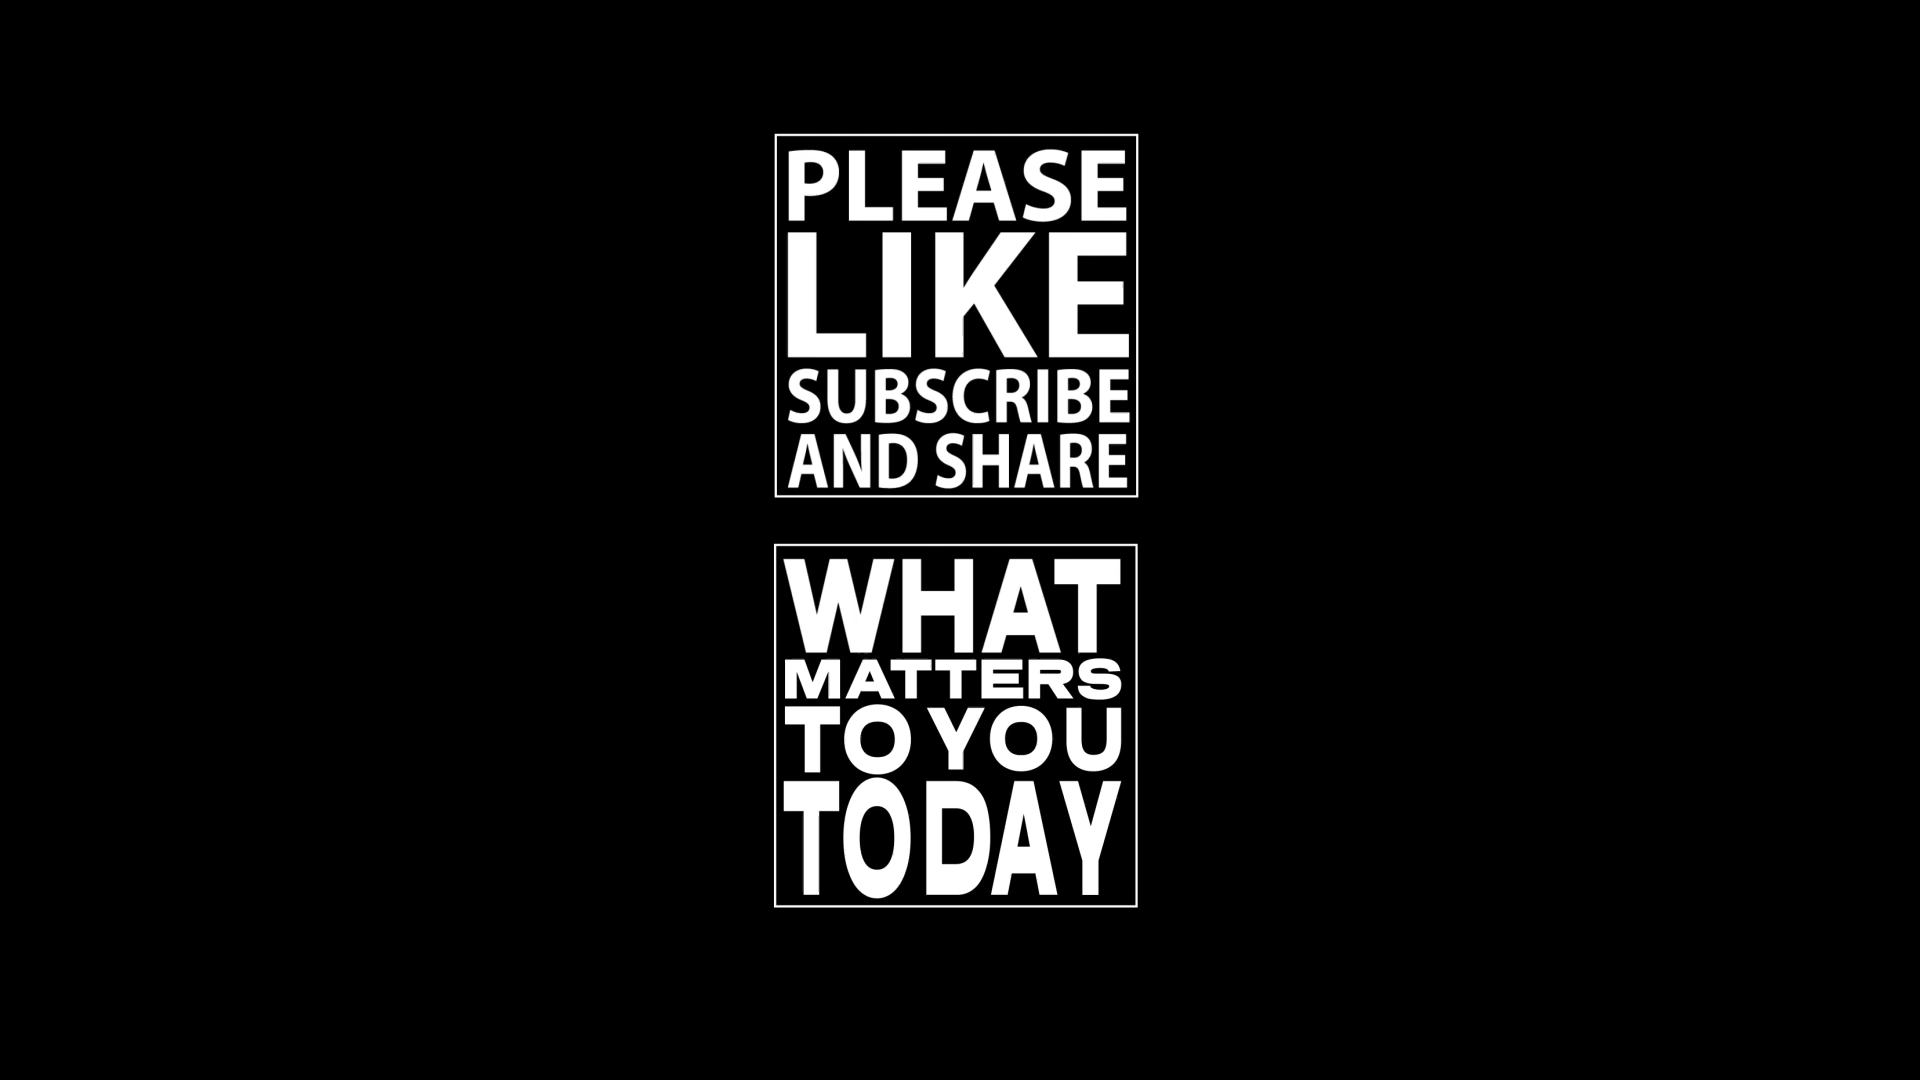 PLEASE
LIKE
SUBSCRIBE
AND SHARE
WHAT
MATTERS
TO YOU
TODAY